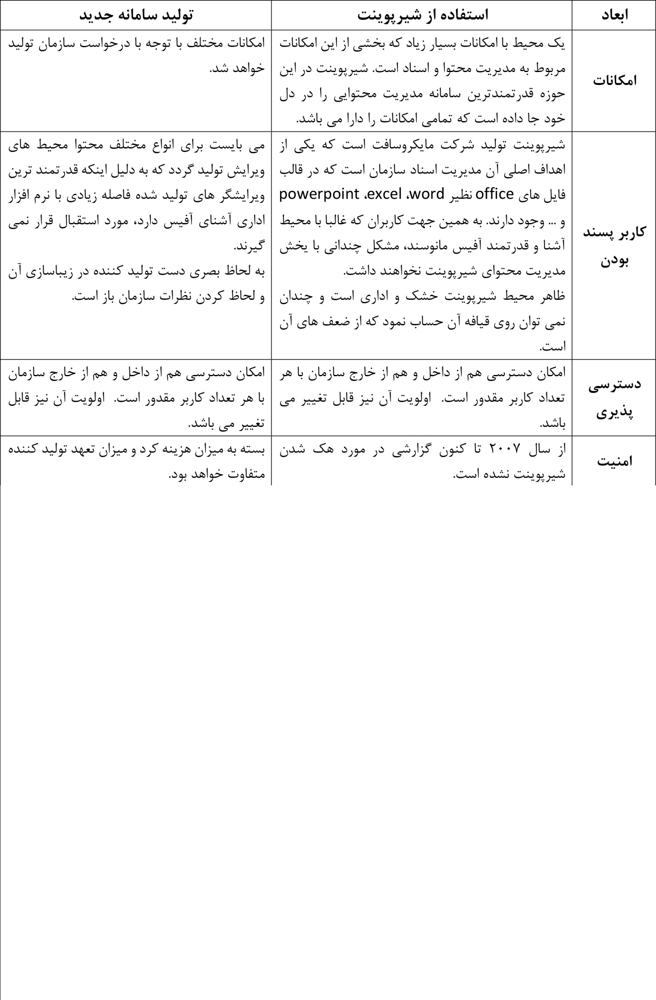 ابعاد
استفاده از شیرپوینت
تولید سامانه جدید
امکانات
یک محیط با امکانات بسیار زیاد که بخشی از این امکانات
مربوط به مدیریت محتوا و اسناد است. شیرپوینت در این
حوزه قدرتمندترین سامانه مدیریت محتوایی را در دل
خود جا داده است که تمامی امکانات را دارا می باشد.
امکانات مختلف با توجه با درخواست سازمان تولید
خواهد شد.
کاربر پسند
بودن
شیرپوینت تولید شرکت مایکروسافت است که یکی از
اهداف اصلی آن مدیریت اسناد سازمان است که در قالب
فایل های office نظیر word، excel، powerpoint
و ... وجود دارند. به همین جهت کاربران که غالبا با محیط
آشنا و قدرتمند آفیس مانوسند، مشکل چندانی با یخش
مدیریت محتوای شیرپوینت نخواهند داشت.
ظاهر محیط شیرپوینت خشک و اداری است و چندان
نمی توان روی قیافه آن حساب نمود که از ضعف های آن
است.
می بایست برای انواع مختلف محتوا محیط های
ویرایش تولید گردد که به دلیل اینکه قدرتمند ترین
ویرایشگر های تولید شده فاصله زیادی با نرم افزار
اداری آشنای آفیس دارد، مورد استقبال قرار نمی
گیرند.
به لحاظ بصری دست تولید کننده در زیباسازی آن
و لحاظ کردن نظرات سازمان باز است.
دسترسی
پذیری
امکان دسترسی هم از داخل و هم از خارج سازمان با هر
تعداد کاربر مقدور است. اولویت آن نیز قابل تغییر می
باشد.
امکان دسترسی هم از داخل و هم از خارج سازمان
با هر تعداد کاربر مقدور است. اولویت آن نیز قابل
تغییر می باشد.
امنیت
از سال ۲۰۰۷ تا کنون گزارشی در مورد هک شدن
شیرپوینت نشده است.
بسته به میزان هزینه کرد و میزان تعهد تولید کننده
متفاوت خواهد بود.